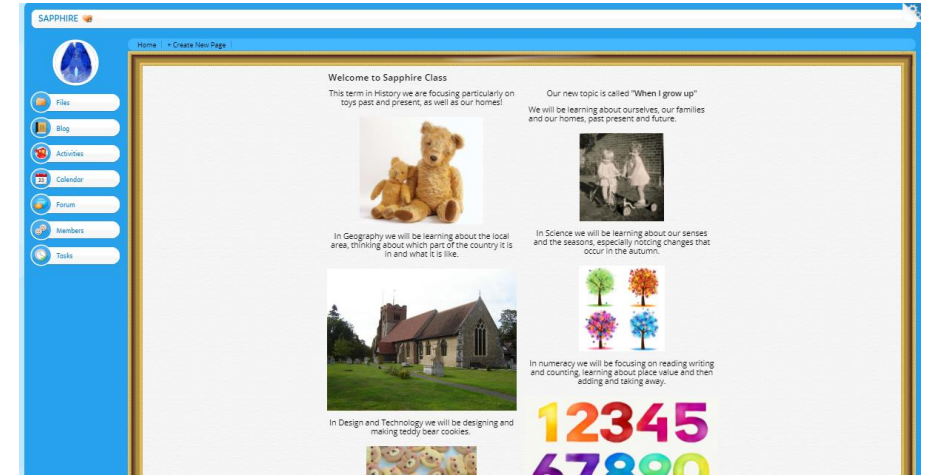 SAPPHIRE
Home
+ Create New Page
Files
Blog
Activities
23
Calendar
Forum
Members
Tasks
Welcome to Sapphire Class
This term in History we are focusing particularly on
toys past and present, as well as our homes!
In Geography we will be learning about the local
area, thinking about which part of the country it is
in and what it is like.
In Design and Technology we will be designing and
making teddy bear cookies.
Our new topic is called "When I grow up"
We will be learning about ourselves, our families
and our homes, past present and future.
In Science we will be learning about our senses
and the seasons, especially notcing changes that
occur in the autumn.
In numeracy we will be focusing on reading writing
and counting, learning about place value and then
adding and taking away.
12345
67890